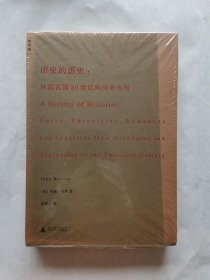 历史的历史：
从远古到20世纪的历史书写
A History of Histories:
Epics, Chronicles, Romances
and Inquiries from Herodotus and
Thucydides to the Twentieth Century
John Burrow